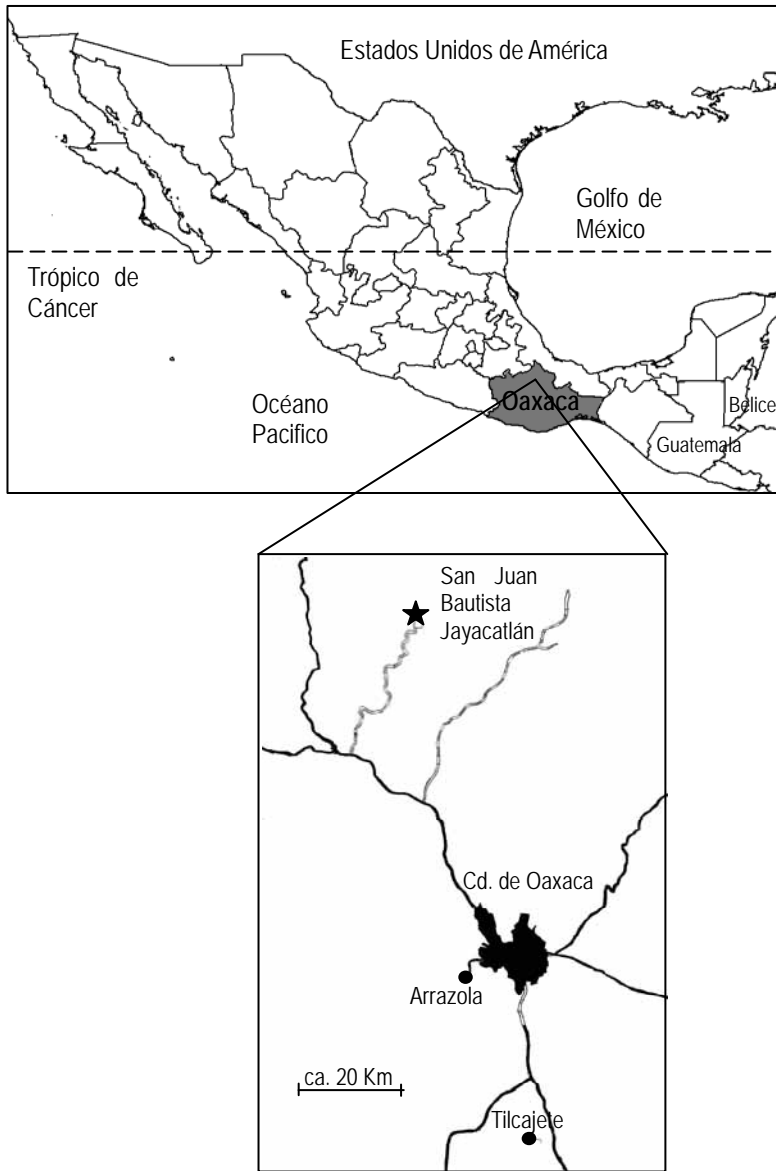 Estados Unidos de América
Golfo de
México
Trópico de
Cáncer
Océano
Pacifico
Oaxaca
Belice
Guatemala
San Juan
Bautista
Jayacatlán
Cd. de Oaxaca
Arrazola
ca. 20 Km
Tilcajete